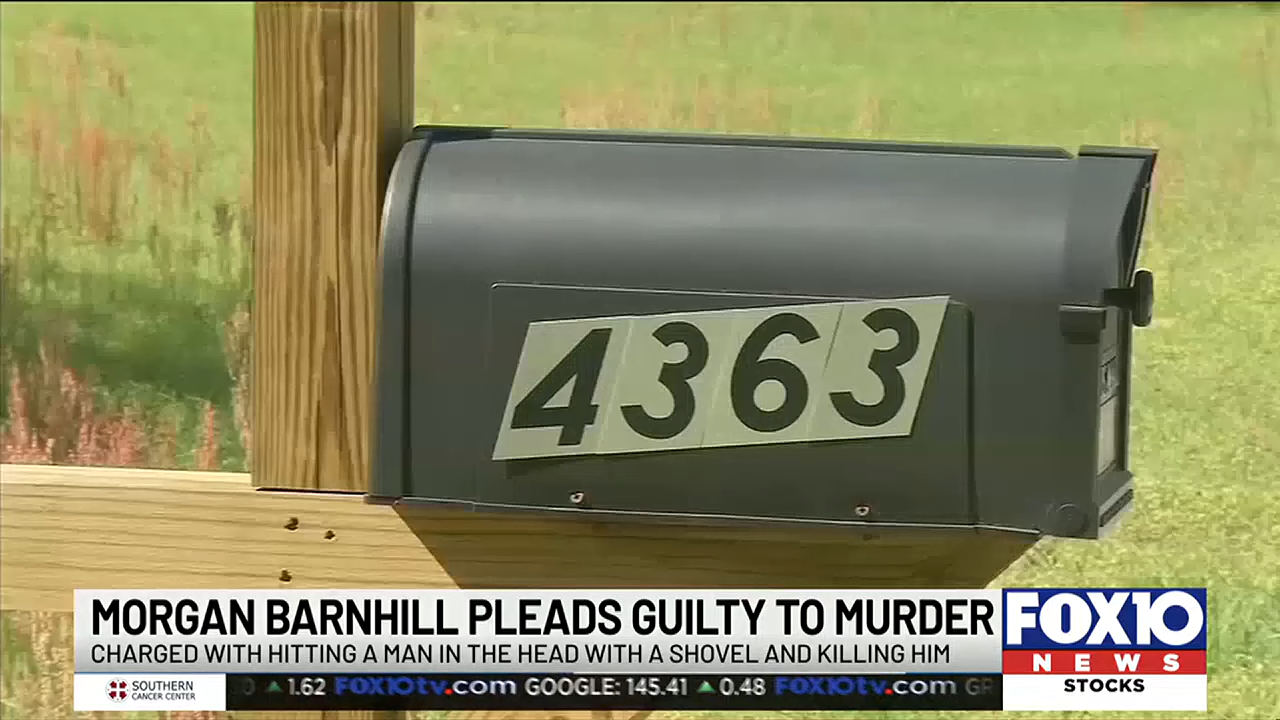 4363
MORGAN BARNHILL PLEADS GUILTY TO MURDER
CHARGED WITH HITTING A MAN IN THE HEAD WITH A SHOVEL AND KILLING HIM
FOX10
NEWS
STOCKS
SOUTHERN
CANCER CENTER
1.62 FOX10tv.com GOOGLE: 145.41 ▲ 0.48 FOX10tv.com